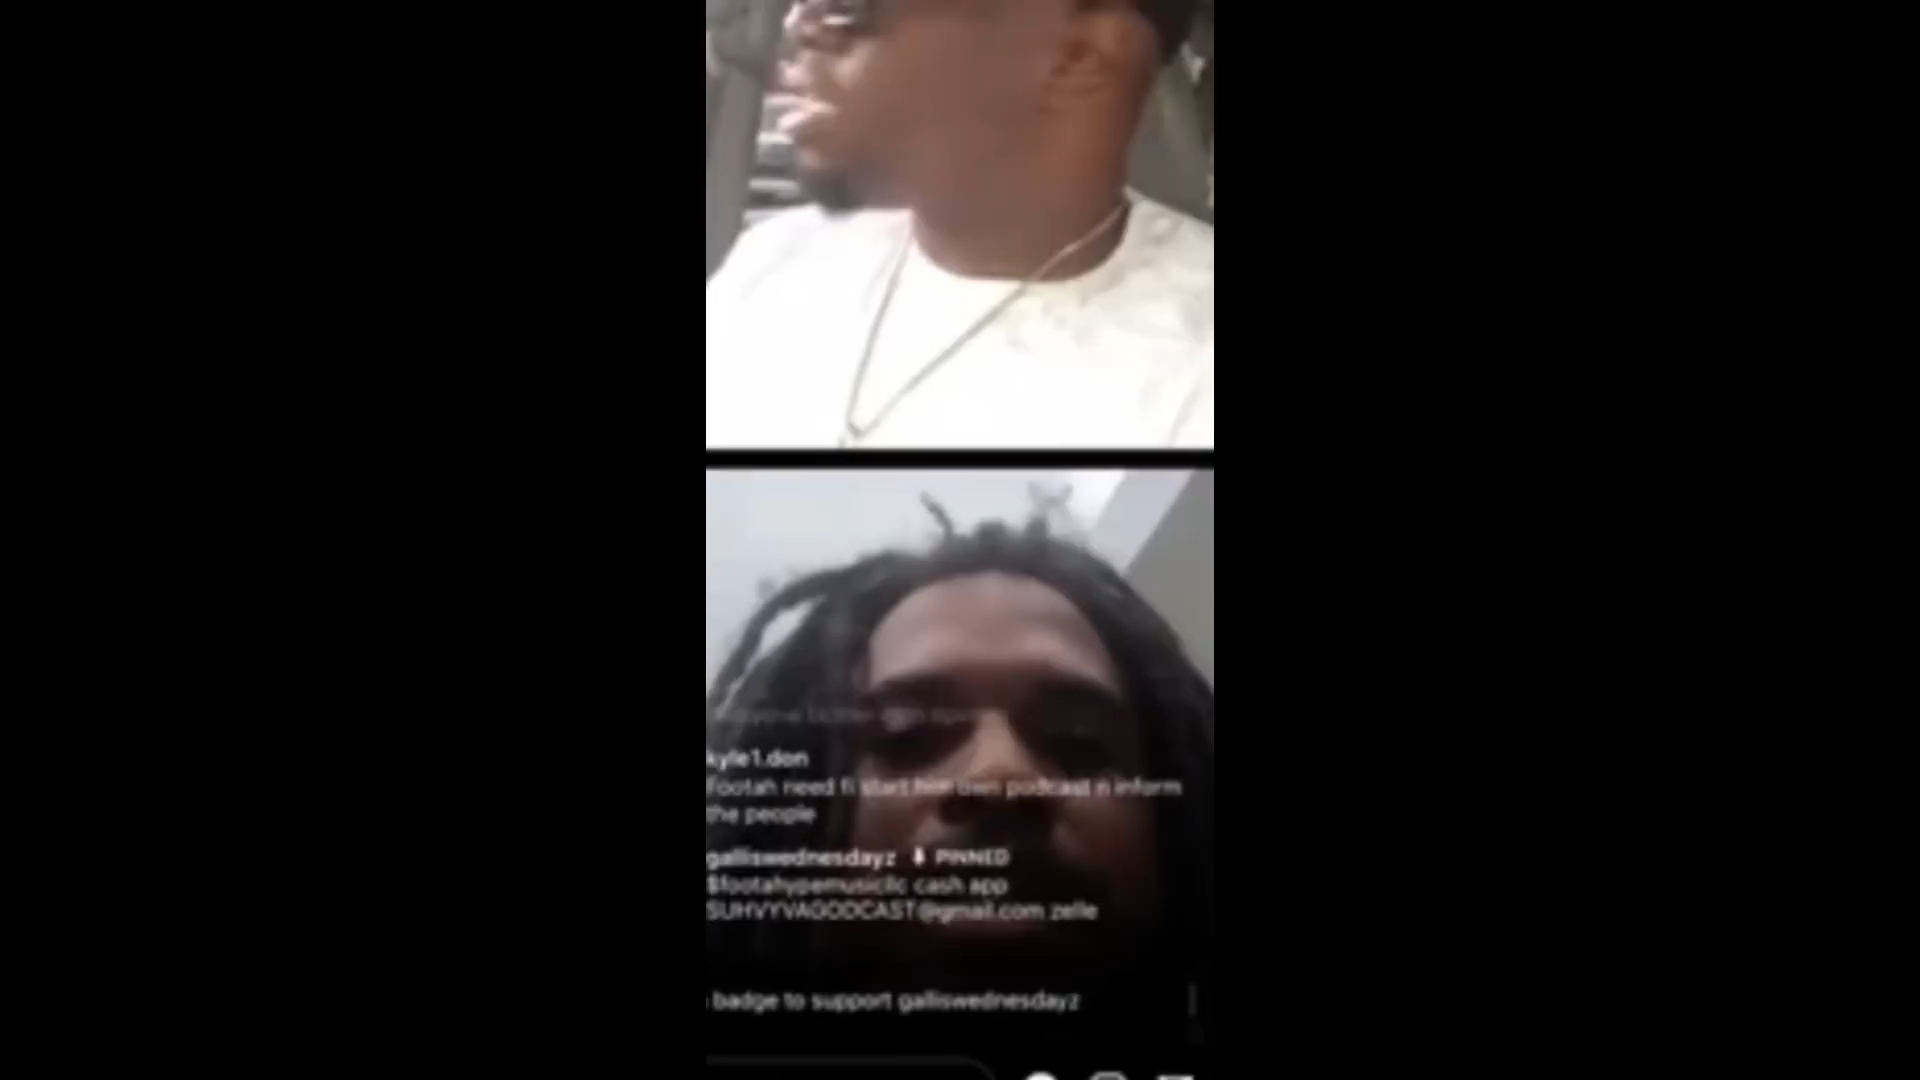 kyle1.don
Footah need fi start him own podcast n inform
the people
galliswednesdayz PINNED
$footahypemusicllc cash app
SUHVYVAGODCAST@gmail.com zelle
badge to support galliswednesdayz